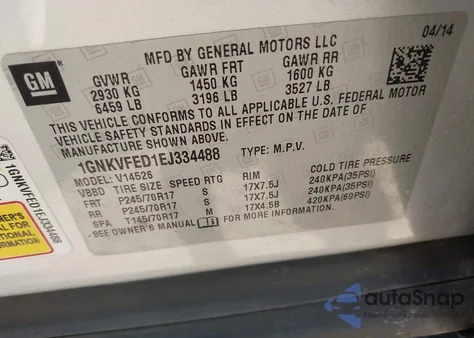 04/14
MFD BY GENERAL MOTORS LLC
GM
GVWR GAWR FRT GAWR RR
2930 KG 1450 KG 1600 KG
6459 LB 3196 LB 3527 LB
THIS VEHICLE CONFORMS TO ALL APPLICABLE U.S. FEDERAL MOTOR
VEHICLE SAFETY STANDARDS IN EFFECT ON THE DATE OF
MANUFACTURE SHOWN ABOVE.
1GNKVFED1EJ334488 TYPE: M.P.V.
MODEL: V14526
VBBD TIRE SIZE SPEED RTG RIM COLD TIRE PRESSURE
FRT P245/70R17 S 17X7.5J 240KPA(35PSI)
RR P245/70R17 S 17X7.5J 240KPA(35PSI)
SPA T145/70R17 M 17X4.5B 420KPA(60PSI)
-SEE OWNER'S MANUAL FOR MORE INFORMATION.
1GNKVFED1EJ334488
OWNER'S
MANUAL
INFORMATION
autoSnap